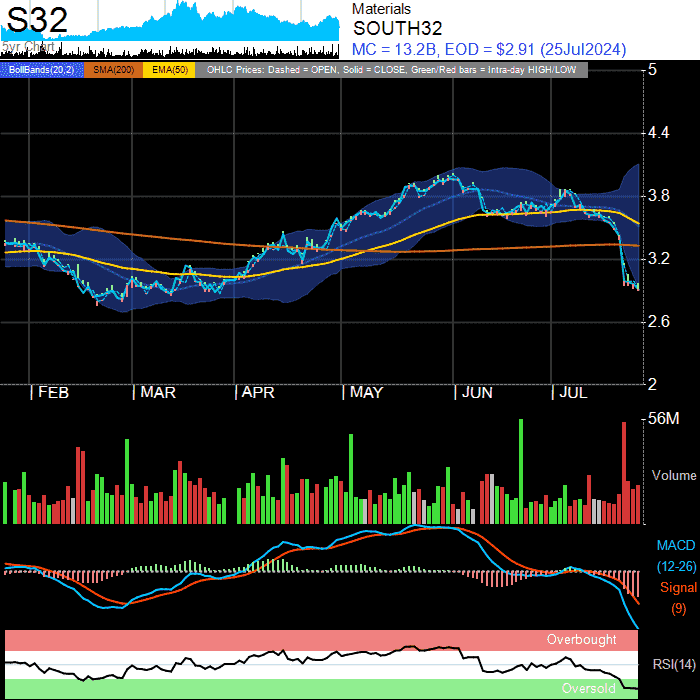 S32
5yr Chart
Materials
SOUTH32
MC = 13.2B, EOD = $2.91 (25Jul2024)
BollBands(20,2) SMA(200) EMA(50) OHLC Prices: Dashed = OPEN, Solid = CLOSE, Green/Red bars = Intra-day HIGH/LOW
5
4.4
3.8
3.2
2.6
2
| FEB | MAR | APR | MAY | JUN | JUL
56M
Volume
MACD
(12-26)
Signal
(9)
Overbought
RSI(14)
Oversold